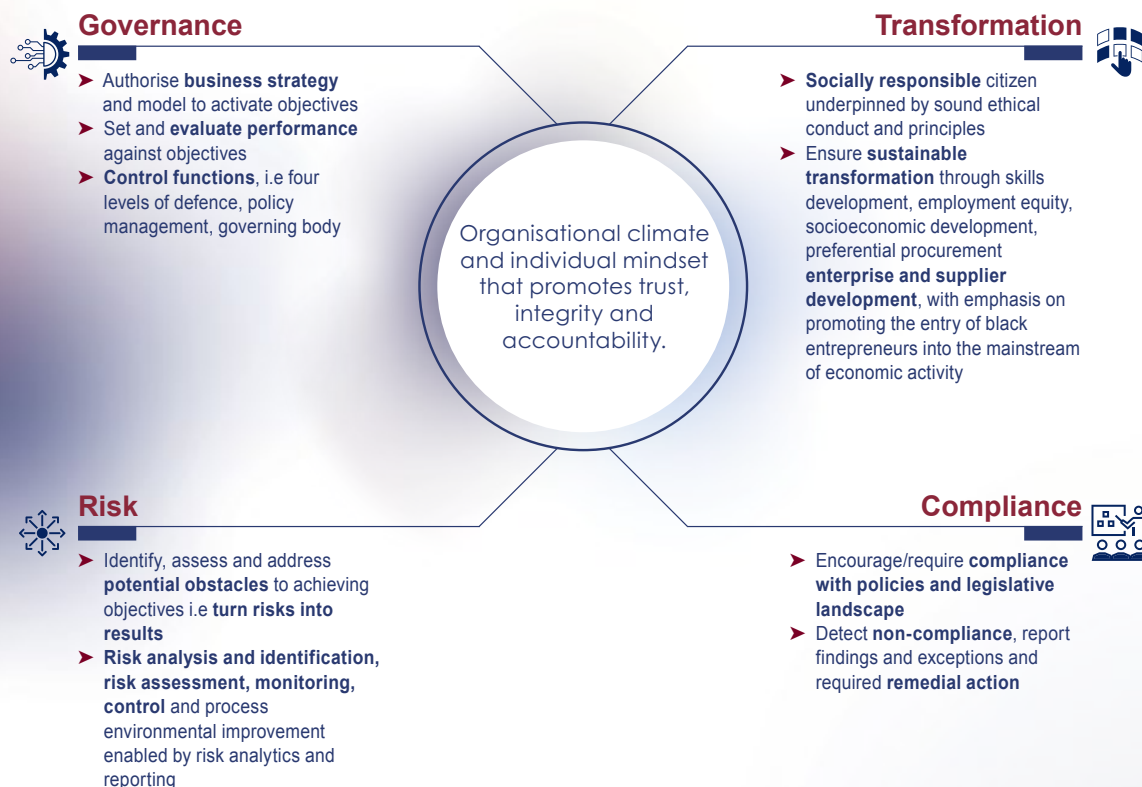 Governance
➤ Authorise business strategy
and model to activate objectives
➤ Set and evaluate performance
against objectives
➤ Control functions, i.e four
levels of defence, policy
management, governing body
Transformation
➤ Socially responsible citizen
underpinned by sound ethical
conduct and principles
➤ Ensure sustainable
transformation through skills
development, employment equity,
socioeconomic development,
preferential procurement
enterprise and supplier
development, with emphasis on
promoting the entry of black
entrepreneurs into the mainstream
of economic activity
Organisational climate
and individual mindset
that promotes trust,
integrity and
accountability.
Risk
➤ Identify, assess and address
potential obstacles to achieving
objectives i.e turn risks into
results
➤ Risk analysis and identification,
risk assessment, monitoring,
control and process
environmental improvement
enabled by risk analytics and
reporting
Compliance
➤ Encourage/require compliance
with policies and legislative
landscape
➤ Detect non-compliance, report
findings and exceptions and
required remedial action